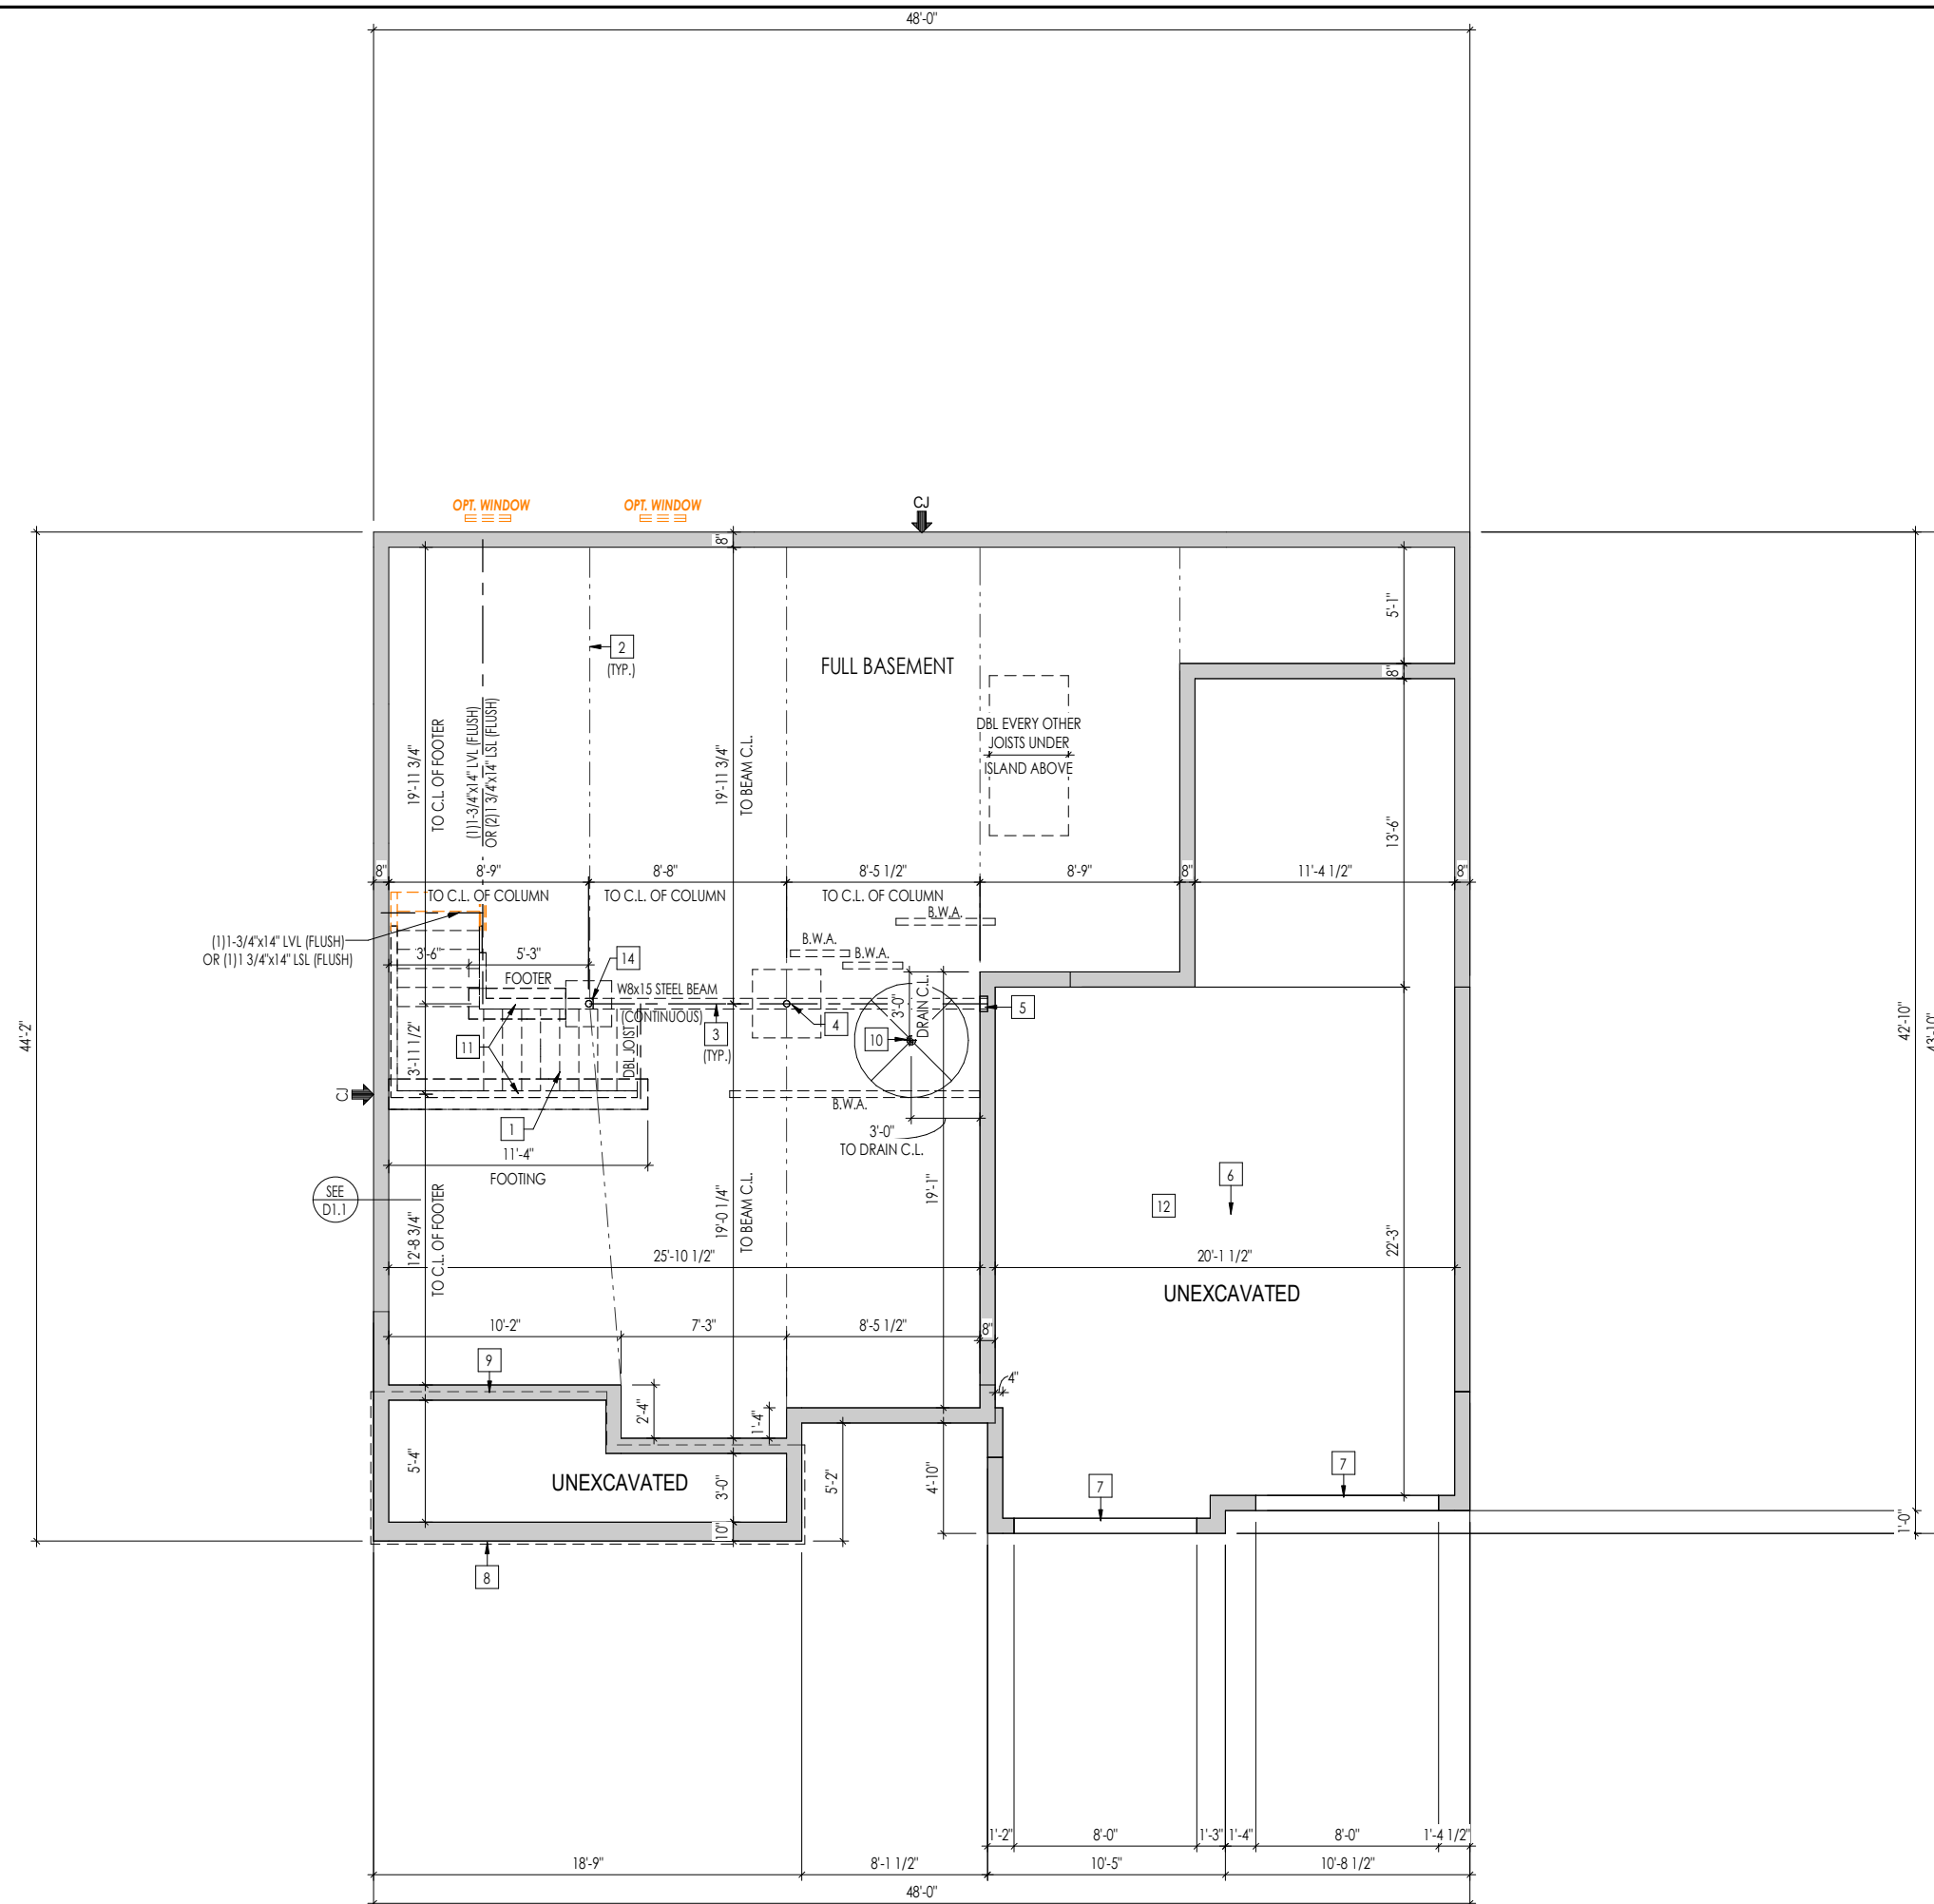 48'-0"
OPT. WINDOW
OPT. WINDOW
CJ
8"
5'-1"
2
(TYP.)
FULL BASEMENT
8"
19'-11 3/4"
TO C.L. OF FOOTER
(1)1-3/4"x14" LVL (FLUSH)
OR (2)1 3/4"x14" LSL (FLUSH)
19'-11 3/4"
TO BEAM C.L.
DBL EVERY OTHER
JOISTS UNDER
ISLAND ABOVE
13'-6"
8"
8'-9"
8'-8"
8'-5 1/2"
8'-9"
8"
11'-4 1/2"
8"
TO C.L. OF COLUMN
TO C.L. OF COLUMN
TO C.L. OF COLUMN
B.W.A.
(1)1-3/4"x14" LVL (FLUSH)
OR (1)1 3/4"x14" LSL (FLUSH)
3'-6"
5'-3"
14
B.W.A.
B.W.A.
FOOTER
W8x15 STEEL BEAM
(CONTINUOUS)
3'-0"
DRAIN C.L.
5
4
3
(TYP.)
10
11
3'-11 1/2"
DBL JOIST
44'-2"
42'-10"
43'-10"
CJ
B.W.A.
1
3'-0"
TO DRAIN C.L.
11'-4"
FOOTING
SEE
D1.1
12'-8 3/4"
TO C.L. OF FOOTER
19'-0 1/4"
TO BEAM C.L.
19'-1"
12
6
22'-3"
25'-10 1/2"
20'-1 1/2"
UNEXCAVATED
10'-2"
7'-3"
8'-5 1/2"
8"
9
4"
2'-4"
1'-4"
5'-4"
UNEXCAVATED
3'-0"
5'-2"
4'-10"
7
7
10"
1'-0"
8
1'-2"
8'-0"
1'-3"
1'-4"
8'-0"
1'-4 1/2"
18'-9"
8'-1 1/2"
10'-5"
10'-8 1/2"
48'-0"